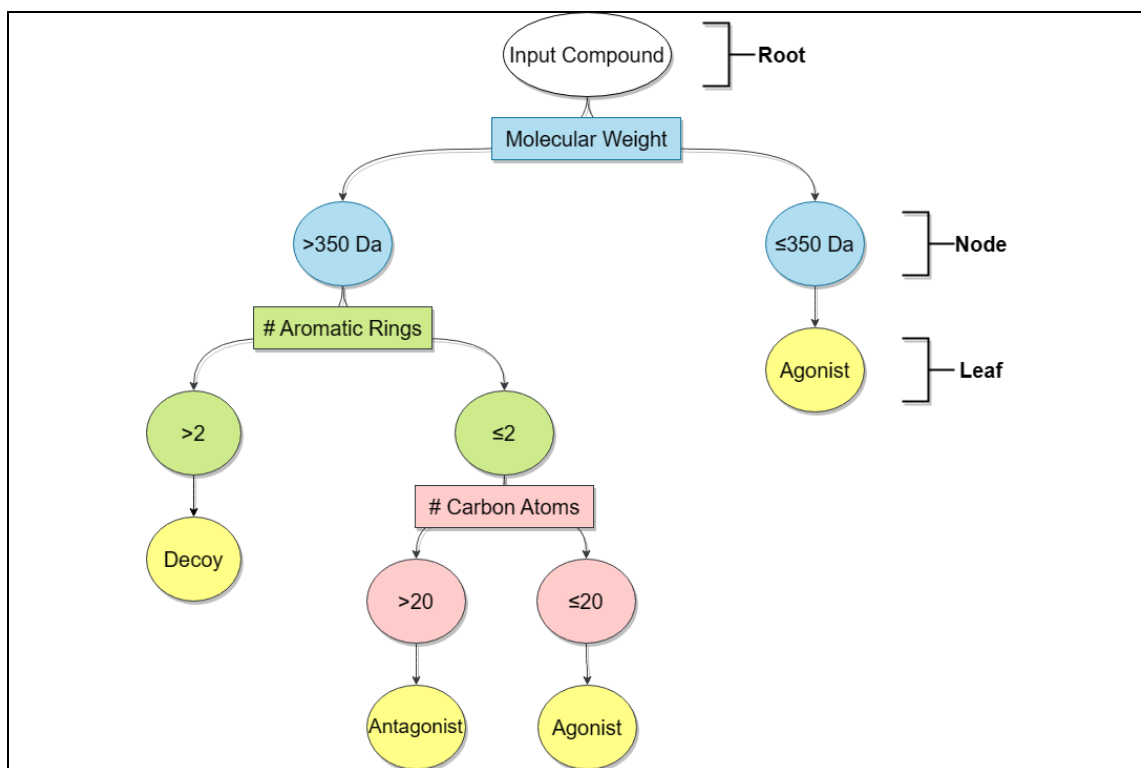 Input Compound
Root
Molecular Weight
>350 Da
≤350 Da
Node
# Aromatic Rings
Agonist
Leaf
>2
≤2
# Carbon Atoms
Decoy
>20
≤20
Antagonist
Agonist